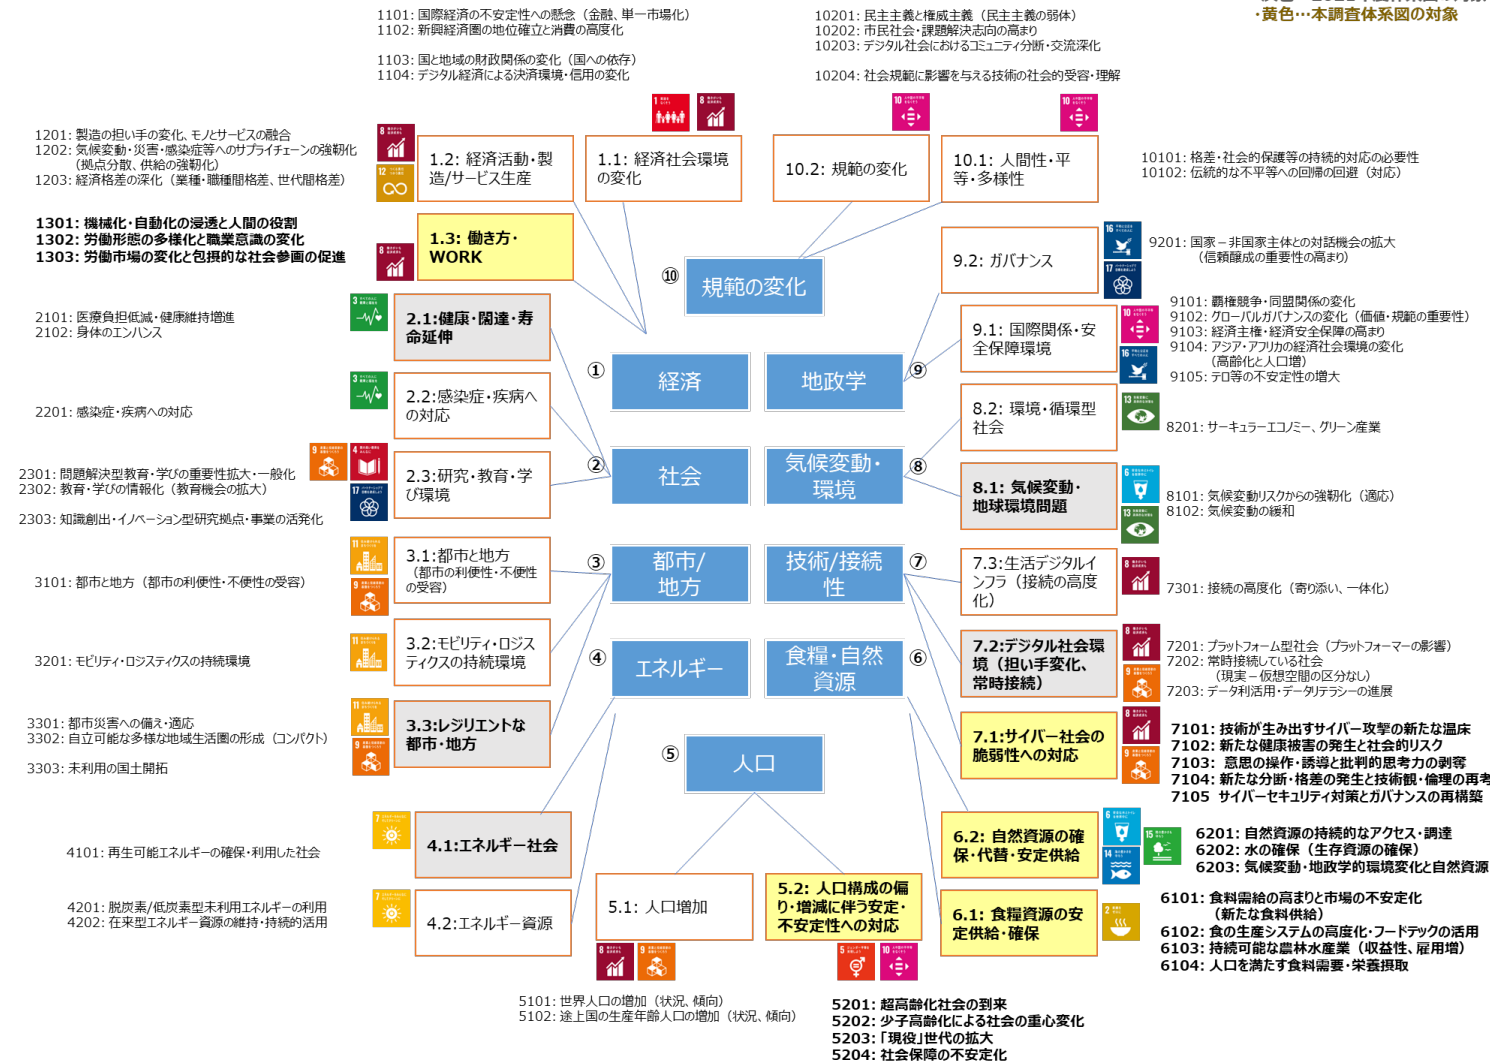 ・黄色…本調査体系図の対象
1101: 国際経済の不安定性への懸念（金融、単一市場化）
1102: 新興経済圏の地位確立と消費の高度化
1103: 国と地域の財政関係の変化（国への依存）
1104: デジタル経済による決済環境・信用の変化
10201: 民主主義と権威主義（民主主義の弱体）
10202: 市民社会・課題解決志向の高まり
10203: デジタル社会におけるコミュニティ分断・交流深化
10204: 社会規範に影響を与える技術の社会的受容・理解
1201: 製造の担い手の変化、モノとサービスの融合
1202: 気候変動・災害・感染症等へのサプライチェーンの強靭化
（拠点分散、供給の強靭化）
1203: 経済格差の深化（業種・職種間格差、世代間格差）
1.2: 経済活動・製
造/サービス生産
1.1: 経済社会環境
の変化
10.2: 規範の変化
10.1: 人間性・平
等・多様性
10101: 格差・社会的保護等の持続的対応の必要性
10102: 伝統的な不平等への回帰の回避（対応）
1301: 機械化・自動化の浸透と人間の役割
1302: 労働形態の多様化と職業意識の変化
1303: 労働市場の変化と包摂的な社会参画の促進
1.3: 働き方・
WORK
⑩
規範の変化
9.2: ガバナンス
9201: 国家－非国家主体との対話機会の拡大
（信頼醸成の重要性の高まり）
2101: 医療負担低減・健康維持増進
2102: 身体のエンハンス
2.1:健康・闊達・寿
命延伸
①
経済
地政学
⑨
9.1: 国際関係・安
全保障環境
9101: 覇権競争・同盟関係の変化
9102: グローバルガバナンスの変化（価値・規範の重要性）
9103: 経済主権・経済安全保障の高まり
9104: アジア・アフリカの経済社会環境の変化
（高齢化と人口増）
9105: テロ等の不安定性の増大
2201: 感染症・疾病への対応
2.2:感染症・疾病へ
の対応
8.2: 環境・循環型
社会
8201: サーキュラーエコノミー、グリーン産業
2301: 問題解決型教育・学びの重要性拡大・一般化
2302: 教育・学びの情報化（教育機会の拡大）
2303: 知識創出・イノベーション型研究拠点・事業の活発化
2.3:研究・教育・学
び環境
②
社会
気候変動・
環境
⑧
8.1: 気候変動・
地球環境問題
8101: 気候変動リスクからの強靭化（適応）
8102: 気候変動の緩和
3101: 都市と地方（都市の利便性・不便性の受容）
3.1:都市と地方
（都市の利便性・不便性
の受容）
③
都市/
地方
技術/接続
性
⑦
7.3:生活デジタルイ
ンフラ（接続の高度
化）
7301: 接続の高度化（寄り添い、一体化）
3201: モビリティ・ロジスティクスの持続環境
3.2:モビリティ・ロジス
ティクスの持続環境
④
エネルギー
食糧・自然
資源
⑥
7.2:デジタル社会環
境（担い手変化、
常時接続）
7201: プラットフォーム型社会（プラットフォーマーの影響）
7202: 常時接続している社会
（現実－仮想空間の区分なし）
7203: データ利活用・データリテラシーの進展
3301: 都市災害への備え・適応
3302: 自立可能な多様な地域生活圏の形成（コンパクト）
3303: 未利用の国土開拓
3.3:レジリエントな
都市・地方
⑤
人口
7.1:サイバー社会の
脆弱性への対応
7101: 技術が生み出すサイバー攻撃の新たな温床
7102: 新たな健康被害の発生と社会的リスク
7103: 意思の操作・誘導と批判的思考力の剥奪
7104: 新たな分断・格差の発生と技術観・倫理の再考
7105 サイバーセキュリティ対策とガバナンスの再構築
4101: 再生可能エネルギーの確保・利用した社会
4.1:エネルギー社会
6.2: 自然資源の確
保・代替・安定供給
6201: 自然資源の持続的なアクセス・調達
6202: 水の確保（生存資源の確保）
6203: 気候変動・地政学的環境変化と自然資源
4201: 脱炭素/低炭素型未利用エネルギーの利用
4202: 在来型エネルギー資源の維持・持続的活用
4.2:エネルギー資源
5.1: 人口増加
5.2: 人口構成の偏
り・増減に伴う安定・
不安定性への対応
6.1: 食糧資源の安
定供給・確保
6101: 食料需給の高まりと市場の不安定化
（新たな食料供給）
6102: 食の生産システムの高度化・フードテックの活用
6103: 持続可能な農林水産業（収益性、雇用増）
6104: 人口を満たす食料需要・栄養摂取
5101: 世界人口の増加（状況、傾向）
5102: 途上国の生産年齢人口の増加（状況、傾向）
5201: 超高齢化社会の到来
5202: 少子高齢化による社会の重心変化
5203: 「現役」世代の拡大
5204: 社会保障の不安定化